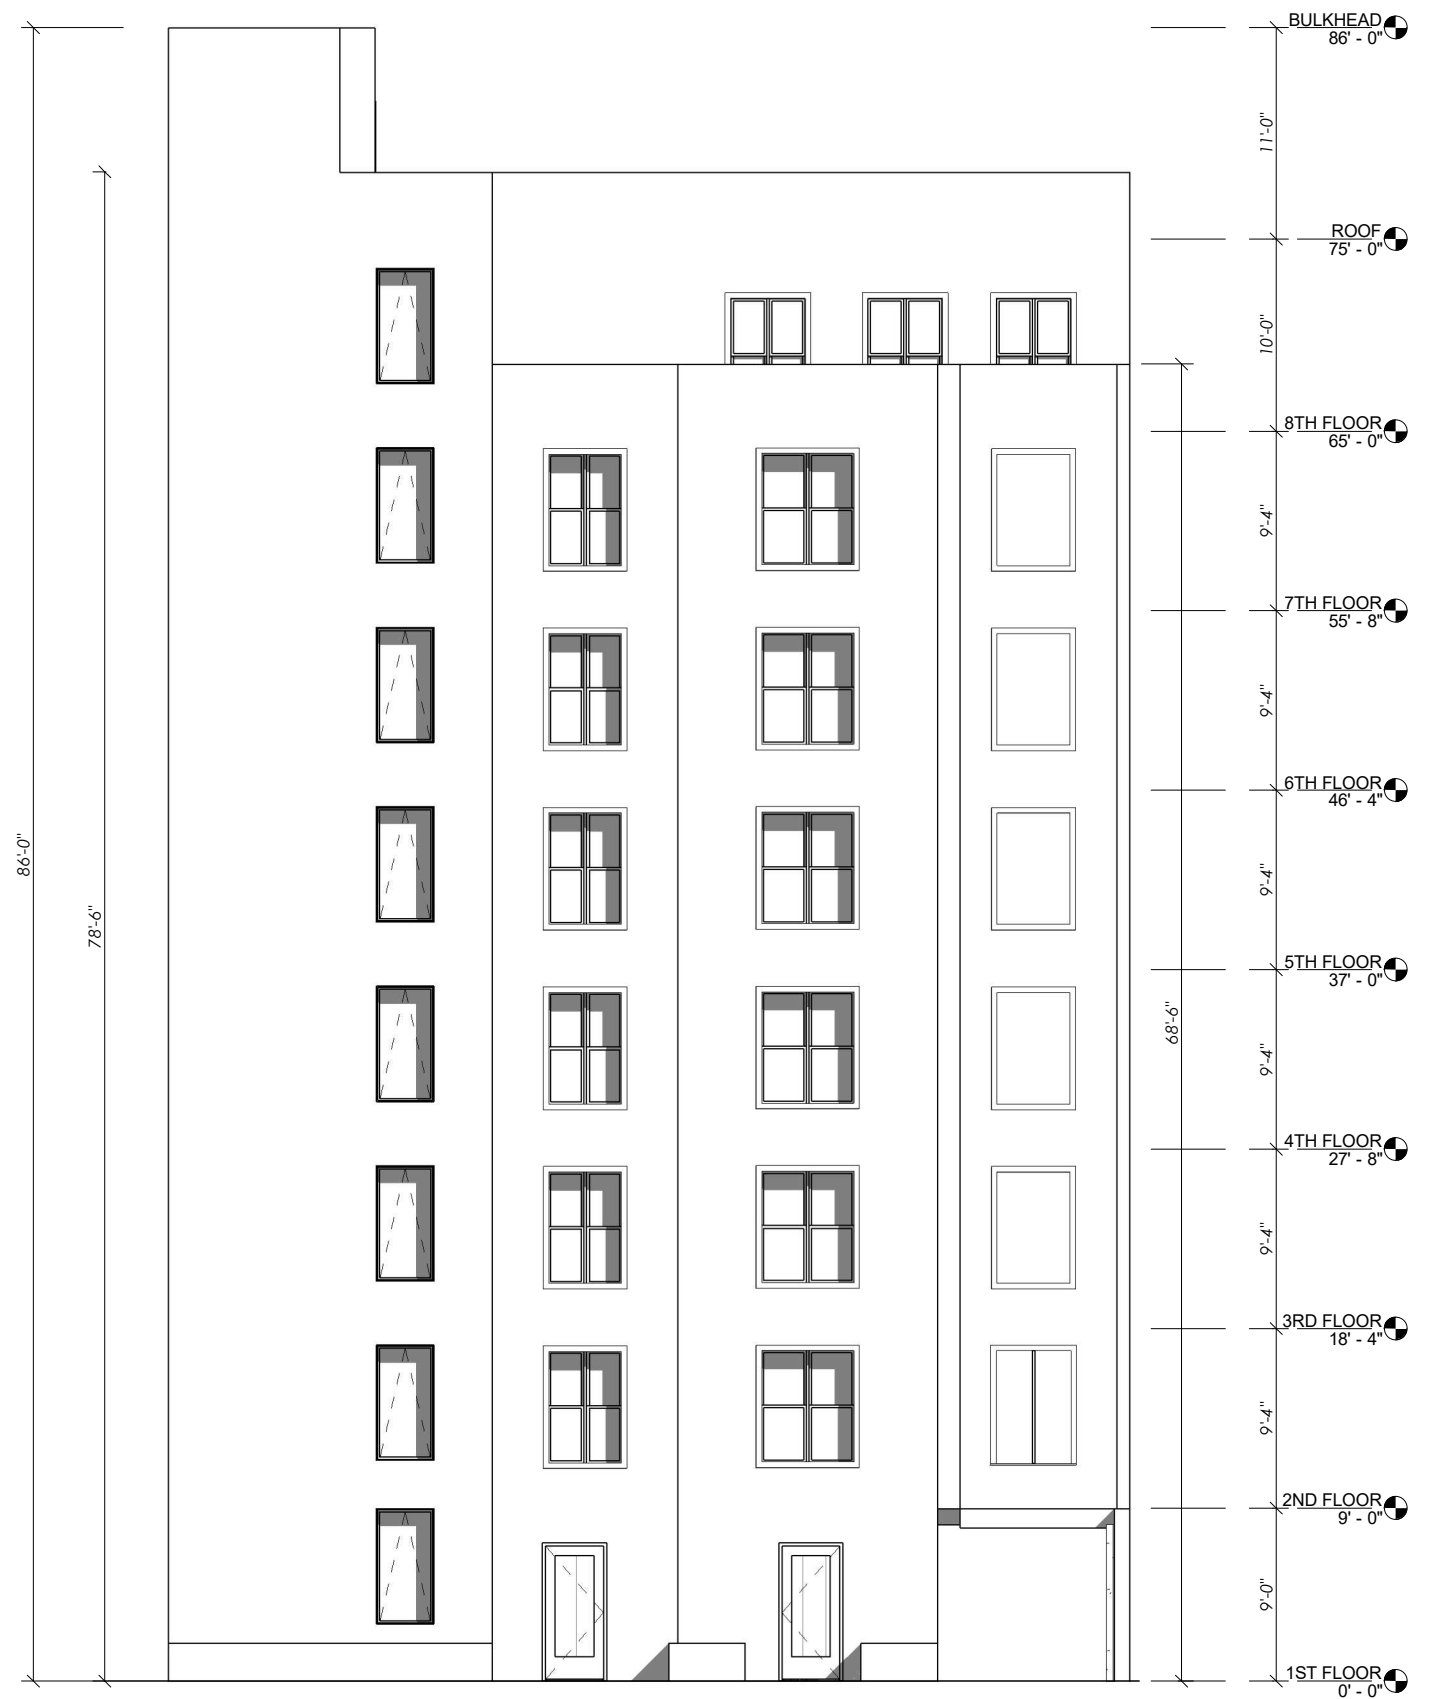 BULKHEAD
86' - 0"
11'-0"
ROOF
75' - 0"
10'-0"
8TH FLOOR
65' - 0"
9'-4"
7TH FLOOR
55' - 8"
9'-4"
6TH FLOOR
46' - 4"
9'-4"
5TH FLOOR
37' - 0"
9'-4"
4TH FLOOR
27' - 8"
9'-4"
3RD FLOOR
18' - 4"
9'-4"
2ND FLOOR
9' - 0"
9'-0"
1ST FLOOR
0' - 0"
86'-0"
78'-6"
68'-6"